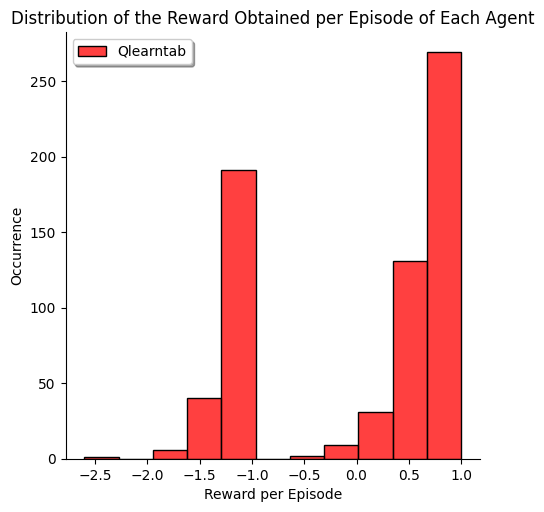 Distribution of the Reward Obtained per Episode of Each Agent
Qlearntab
250
200
150
100
50
0
Occurrence
−2.5 −2.0 −1.5 −1.0 −0.5 0.0 0.5 1.0
Reward per Episode